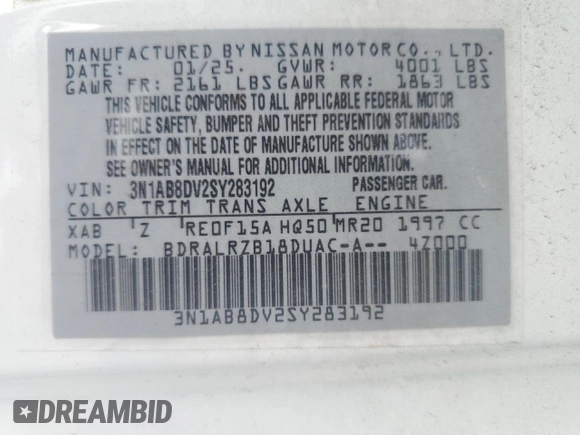 MANUFACTURED BY NISSAN MOTOR CO., LTD.
DATE: 01/25. GVWR: 4001 LBS
GAWR FR: 2161 LBS GAWR RR: 1863 LBS
THIS VEHICLE CONFORMS TO ALL APPLICABLE FEDERAL MOTOR
VEHICLE SAFETY, BUMPER AND THEFT PREVENTION STANDARDS
IN EFFECT ON THE DATE OF MANUFACTURE SHOWN ABOVE.
SEE OWNER'S MANUAL FOR ADDITIONAL INFORMATION.
VIN: 3N1AB8DV2SY283192 PASSENGER CAR.
COLOR TRIM TRANS AXLE ENGINE
XAB Z RE0F15A HQ50 MR20 1997 CC
MODEL: BDRALRZB18DUAC-A-- 4Z000
3N1AB8DV2SY283192
DREAMBID